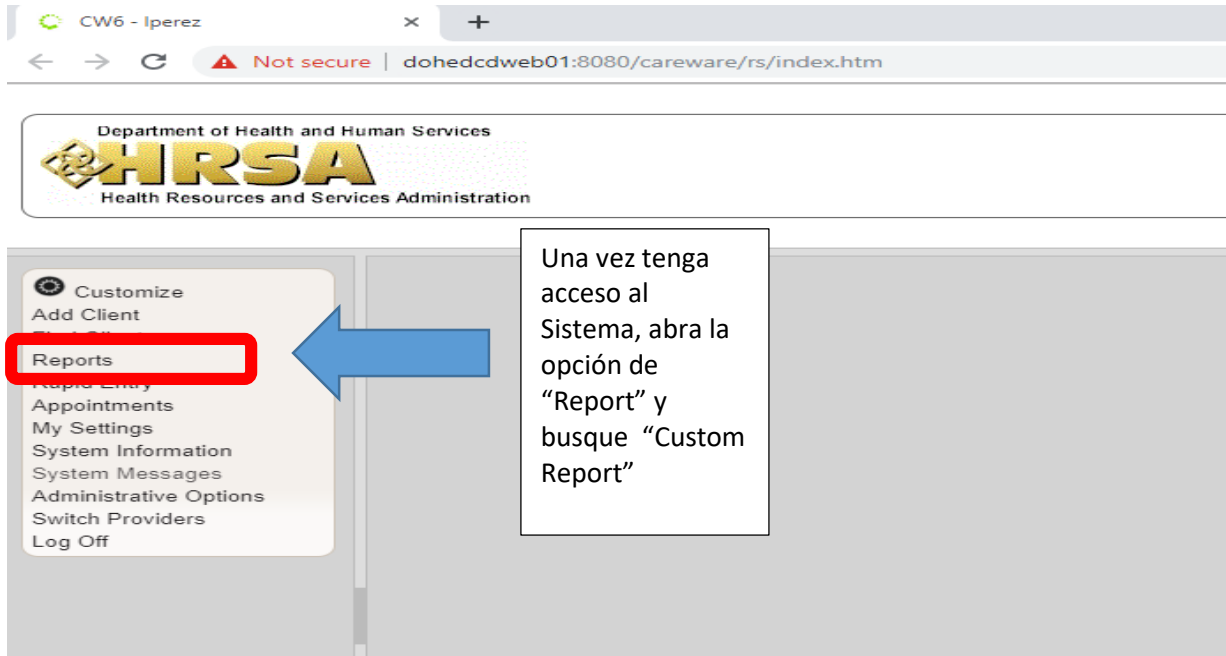 CW6 - lperez
Not secure | dohedcdweb01:8080/careware/rs/index.htm
Department of Health and Human Services
HRSA
Health Resources and Services Administration
Customize
Add Client
Reports
Rapid Entry
Appointments
My Settings
System Information
System Messages
Administrative Options
Switch Providers
Log Off
Una vez tenga
acceso al
Sistema, abra la
opción de
“Report” y
busque “Custom
Report”